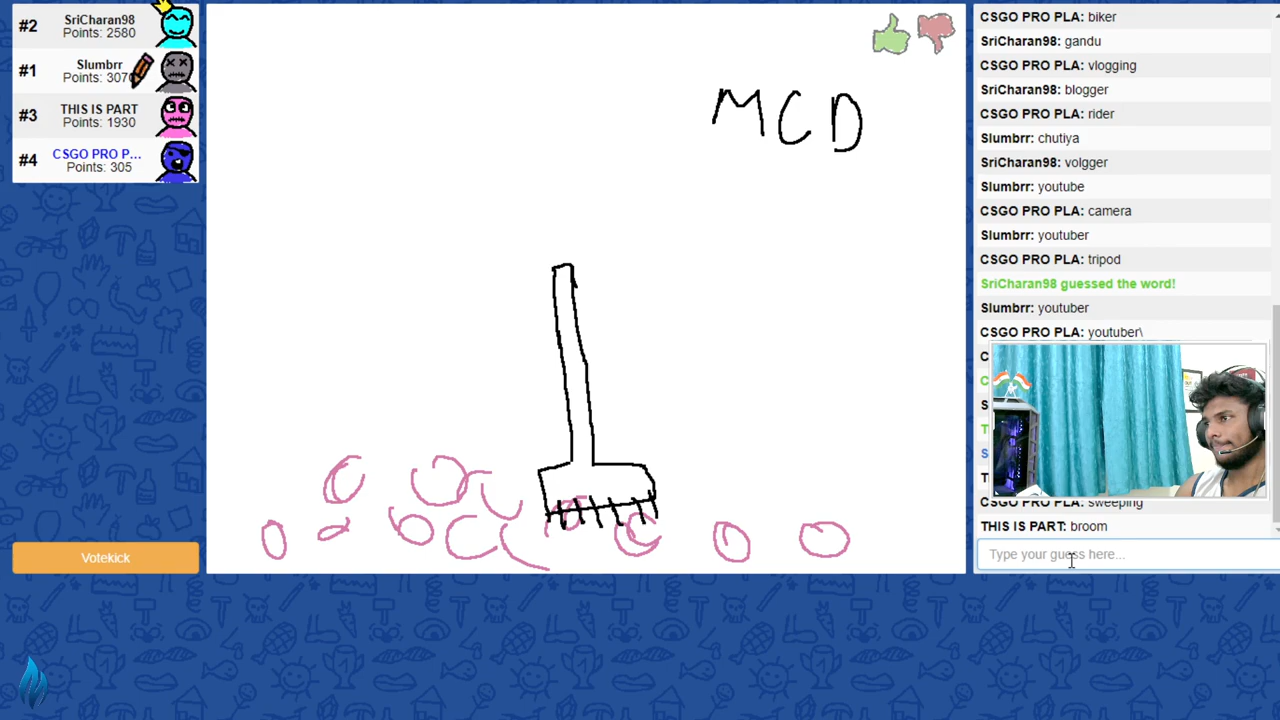 #2 SriCharan98
Points: 2580
#1 Slumbrr
Points: 3070
#3 THIS IS PART
Points: 1930
#4 CSGO PRO P...
Points: 305
Votekick
MCD
CSGO PRO PLA: biker
SriCharan98: gandu
CSGO PRO PLA: vlogging
SriCharan98: blogger
CSGO PRO PLA: rider
Slumbrr: chutiya
SriCharan98: volgger
Slumbrr: youtube
CSGO PRO PLA: camera
Slumbrr: youtuber
CSGO PRO PLA: tripod
SriCharan98 guessed the word!
Slumbrr: youtuber
CSGO PRO PLA: youtuber\
CSGO PRO PLA: sweeping
THIS IS PART: broom
Type your guess here...